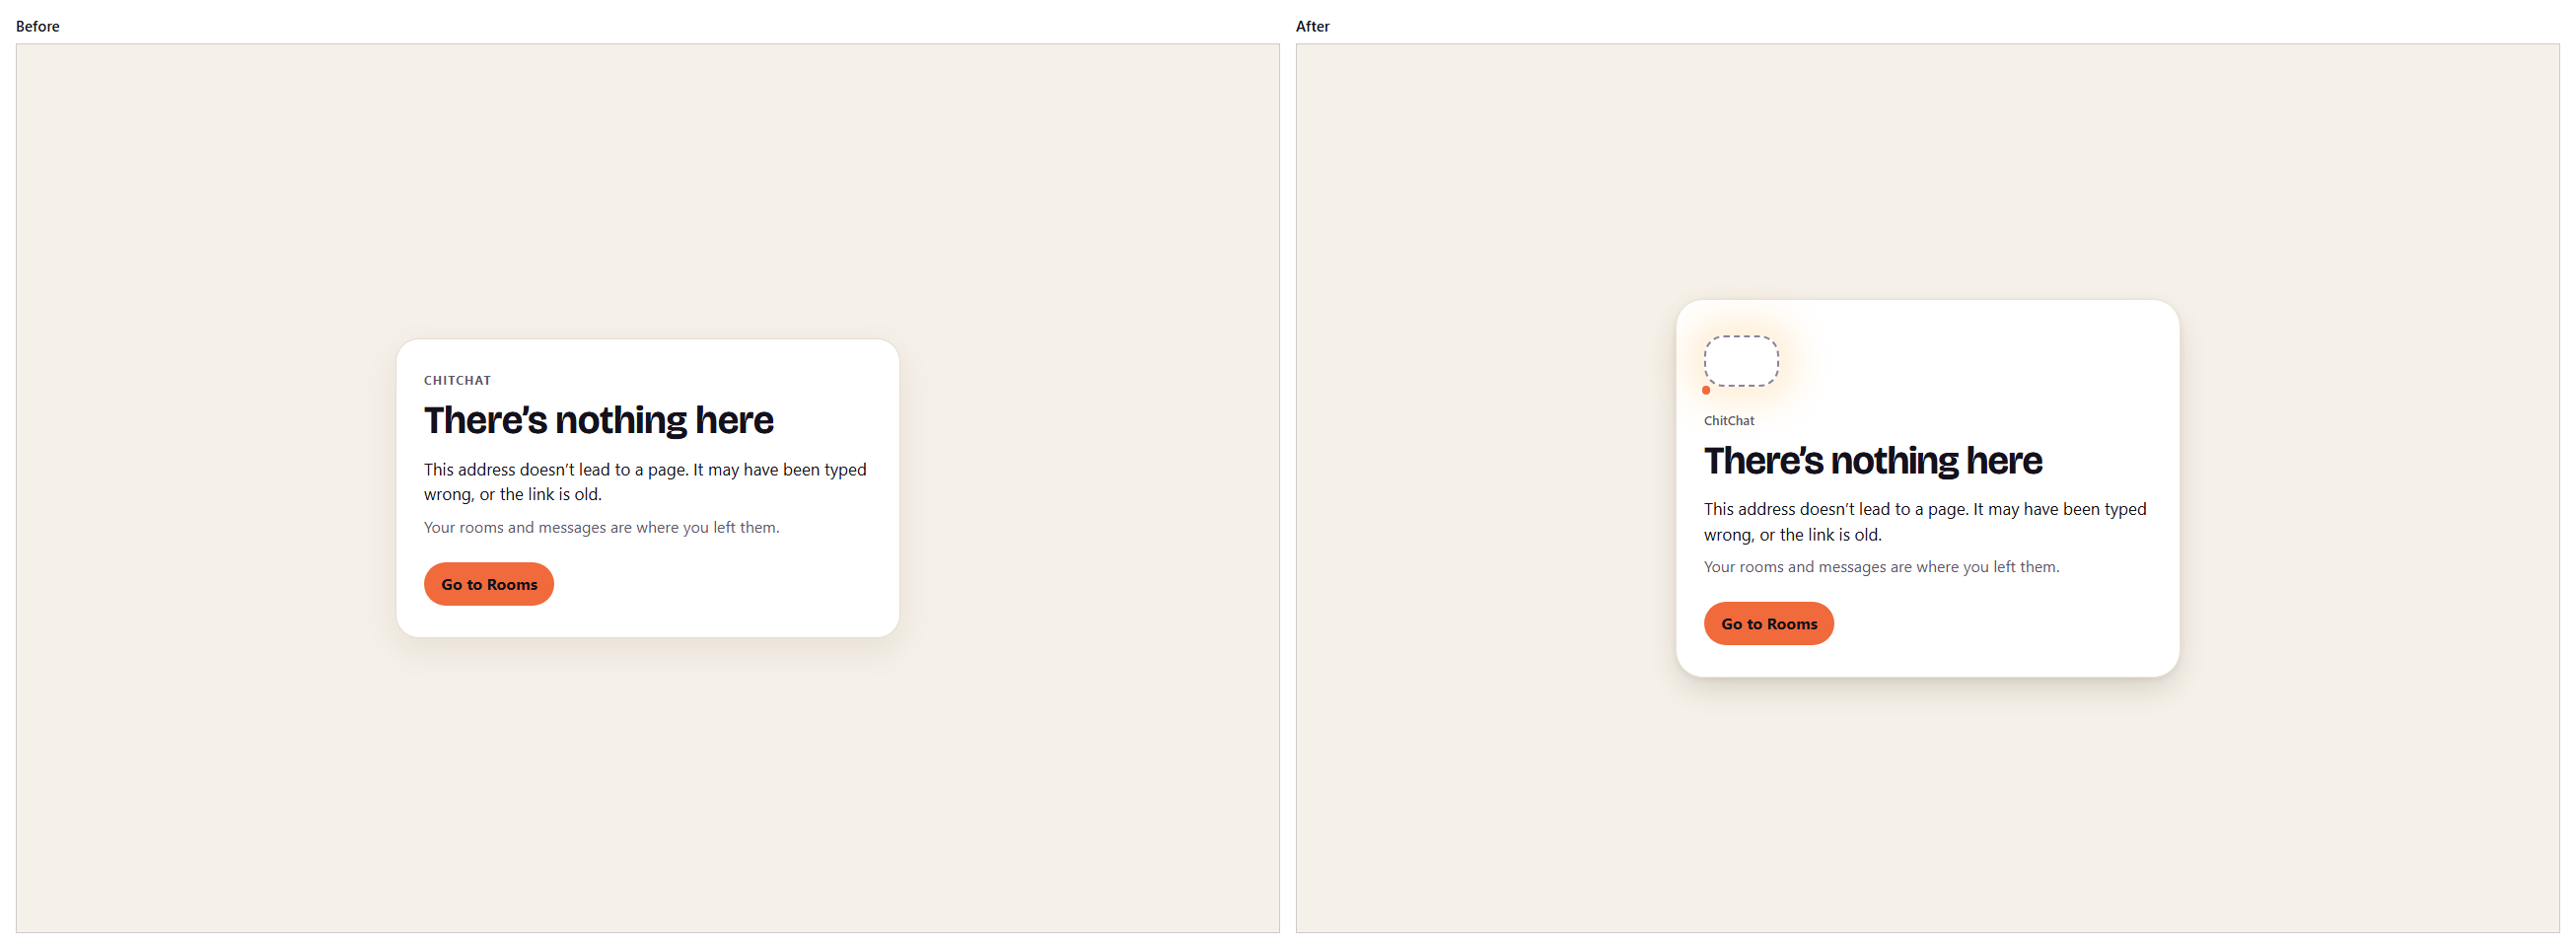 Before
CHITCHAT
There’s nothing here
This address doesn’t lead to a page. It may have been typed
wrong, or the link is old.
Your rooms and messages are where you left them.
Go to Rooms
After
ChitChat
There’s nothing here
This address doesn’t lead to a page. It may have been typed
wrong, or the link is old.
Your rooms and messages are where you left them.
Go to Rooms